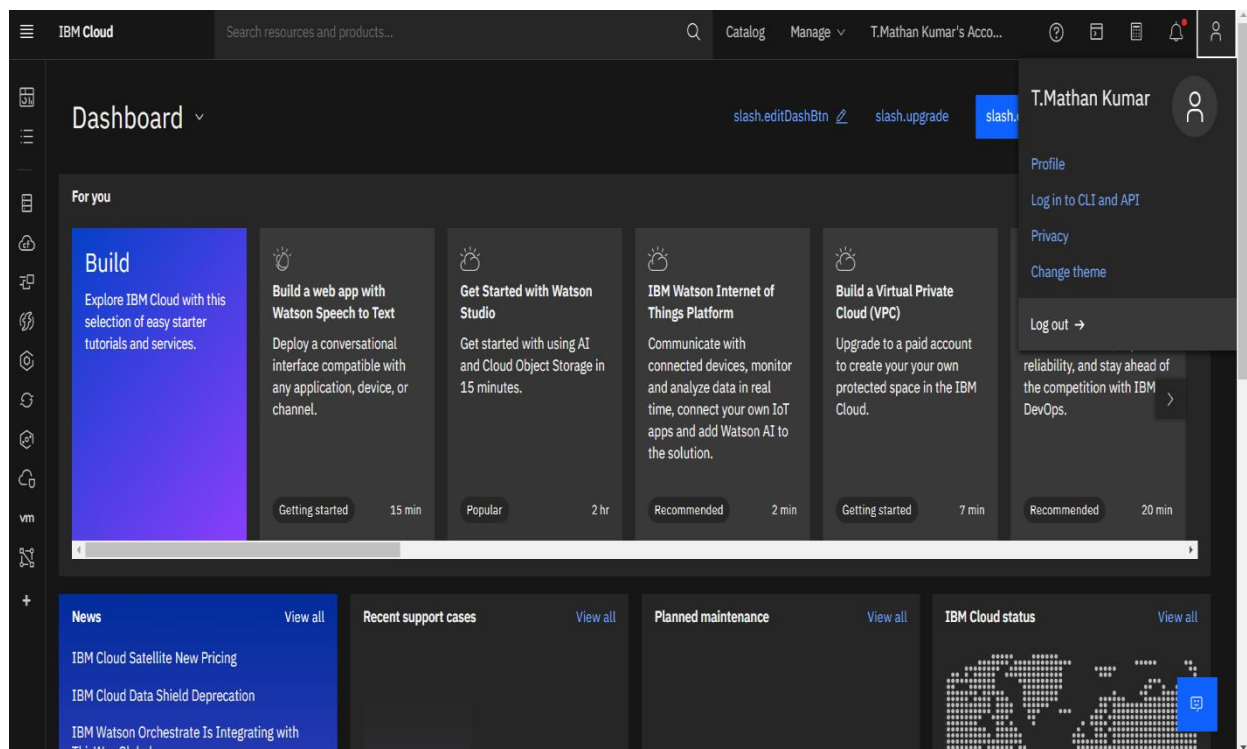 IBM Cloud
Search resources and products...
Catalog
Manage
T.Mathan Kumar's Acco...
T.Mathan Kumar
Profile
Log in to CLI and API
Privacy
Change theme
Log out →
Dashboard
slash.editDashBtn
slash.upgrade
slash.
For you
Build
Explore IBM Cloud with this
selection of easy starter
tutorials and services.
Build a web app with
Watson Speech to Text
Deploy a conversational
interface compatible with
any application, device, or
channel.
Getting started
15 min
Get Started with Watson
Studio
Get started with using AI
and Cloud Object Storage in
15 minutes.
Popular
2 hr
IBM Watson Internet of
Things Platform
Communicate with
connected devices, monitor
and analyze data in real
time, connect your own IoT
apps and add Watson AI to
the solution.
Recommended
2 min
Build a Virtual Private
Cloud (VPC)
Upgrade to a paid account
to create your your own
protected space in the IBM
Cloud.
Getting started
7 min
reliability, and stay ahead of
the competition with IBM
DevOps.
Recommended
20 min
vm
News
View all
IBM Cloud Satellite New Pricing
IBM Cloud Data Shield Deprecation
IBM Watson Orchestrate Is Integrating with
Recent support cases
View all
Planned maintenance
View all
IBM Cloud status
View all